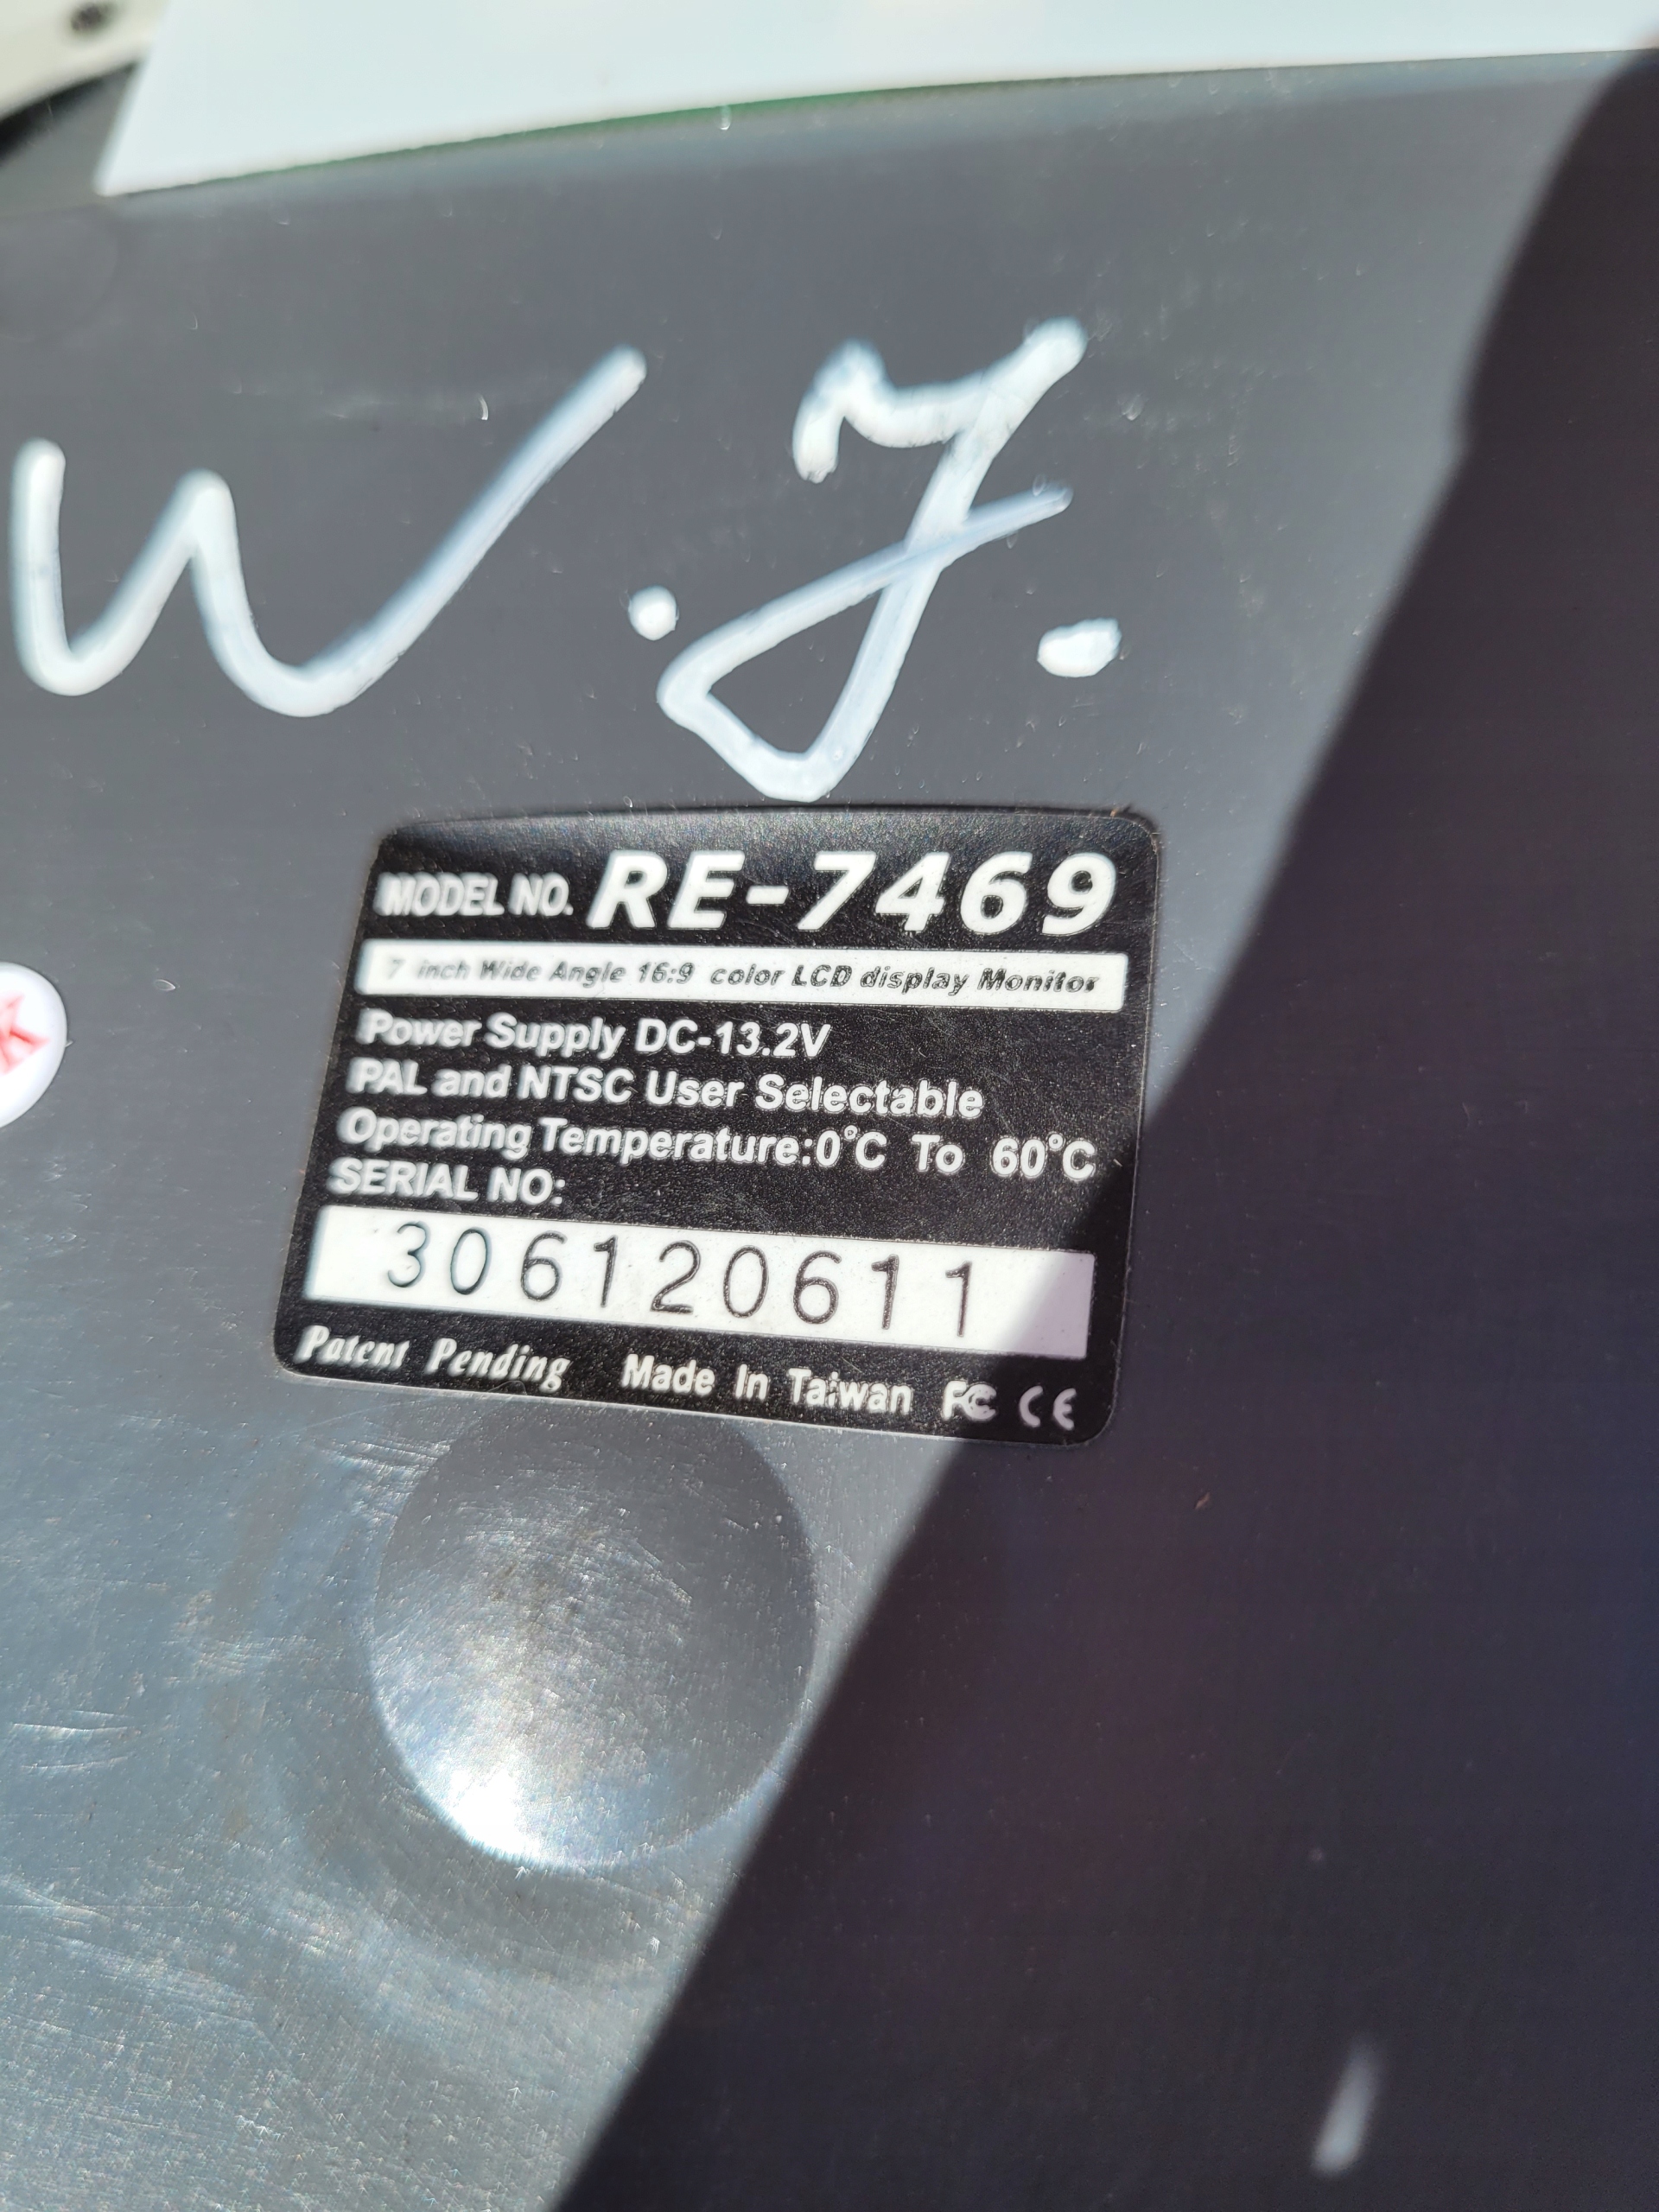 W.J.
MODEL NO. RE-7469
7 inch Wide Angle 16:9 color LCD display Monitor
Power Supply DC-13.2V
PAL and NTSC User Selectable
Operating Temperature:0°C To 60°C
SERIAL NO:
306120611
Patent Pending Made In Taiwan FC CE